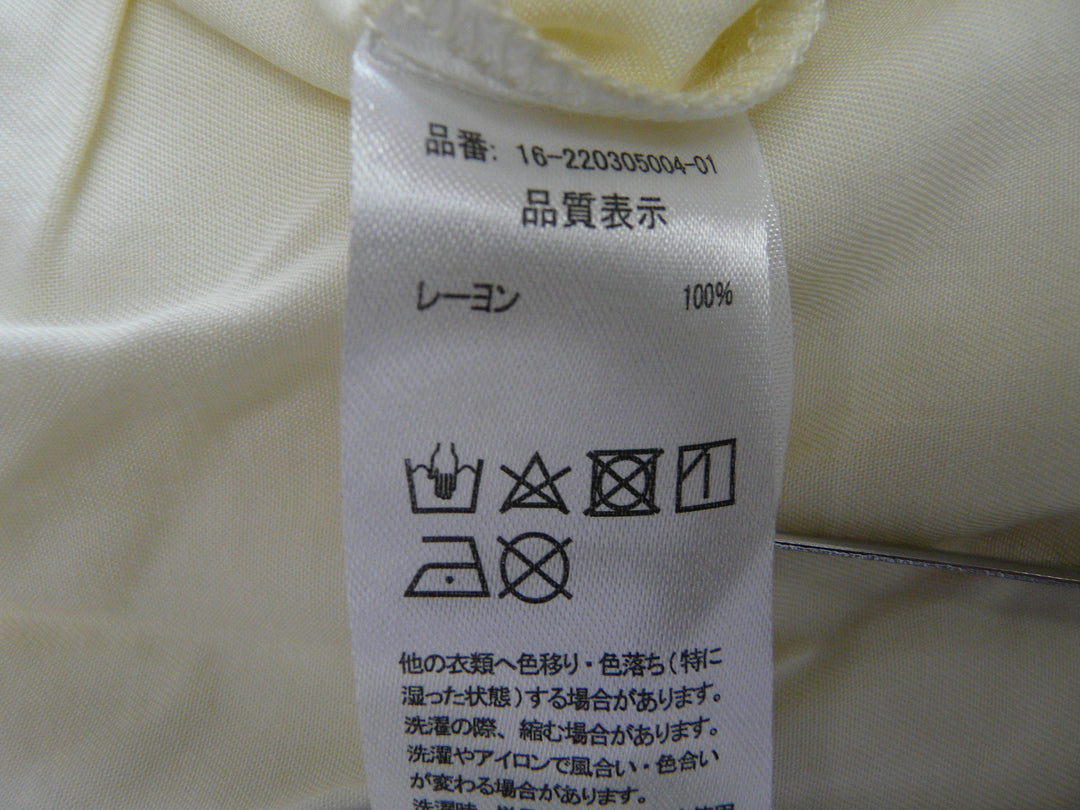 品番: 16-220305004-01
品質表示
レーヨン 100%
他の衣類へ色移り・色落ち(特に
湿った状態)する場合があります。
洗濯の際、縮む場合があります。
洗濯やアイロンで風合い・色合い
が変わる場合があります。
洗濯時、